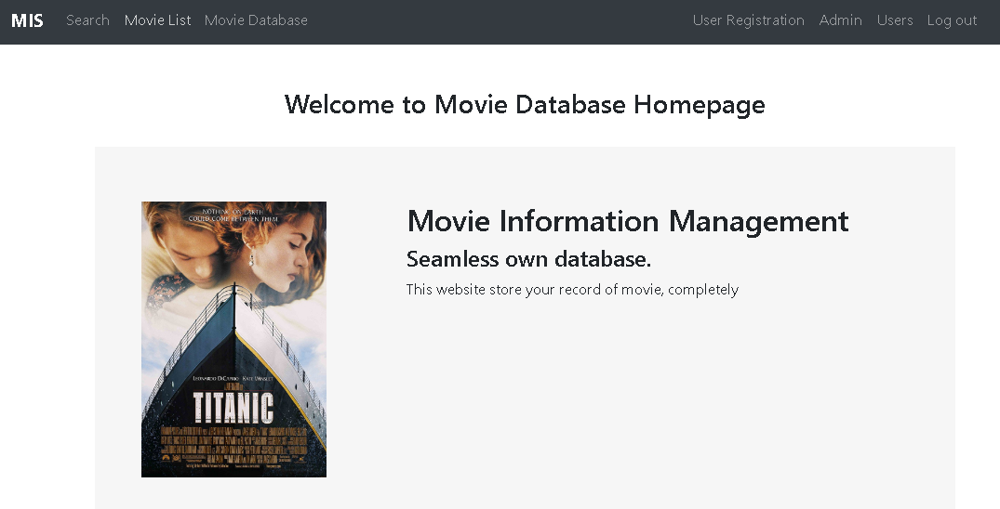 MIS Search Movie List Movie Database User Registration Admin Users Log out
Welcome to Movie Database Homepage
NOTHING ON EARTH
COULD COME BETWEEN THEM
LEONARDO DICAPRIO KATE WINSLET
TITANIC
Movie Information Management
Seamless own database.
This website store your record of movie, completely